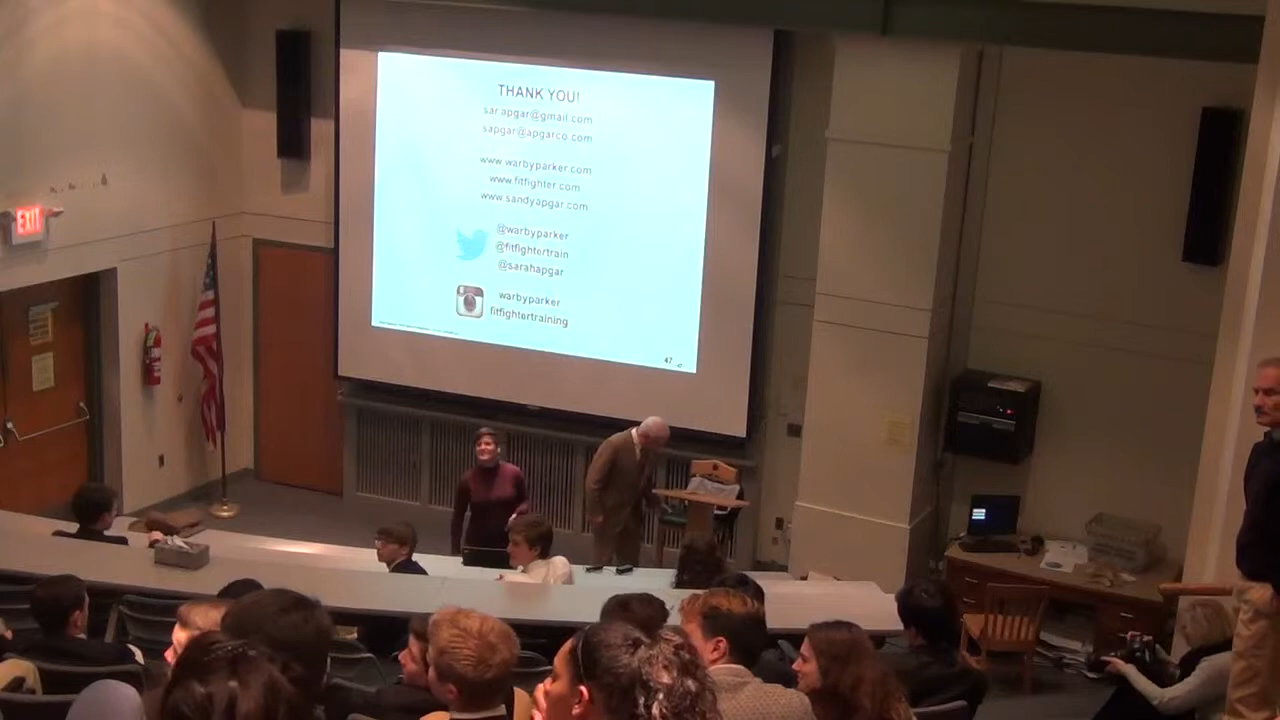 THANK YOU!
sar.apgar@gmail.com
sapgar@apgarco.com
www.warbyparker.com
www.fitfighter.com
www.sandyapgar.com
@warbyparker
@fitfightertrain
@sarahapgar
warbyparker
fitfightertraining
47
EXIT